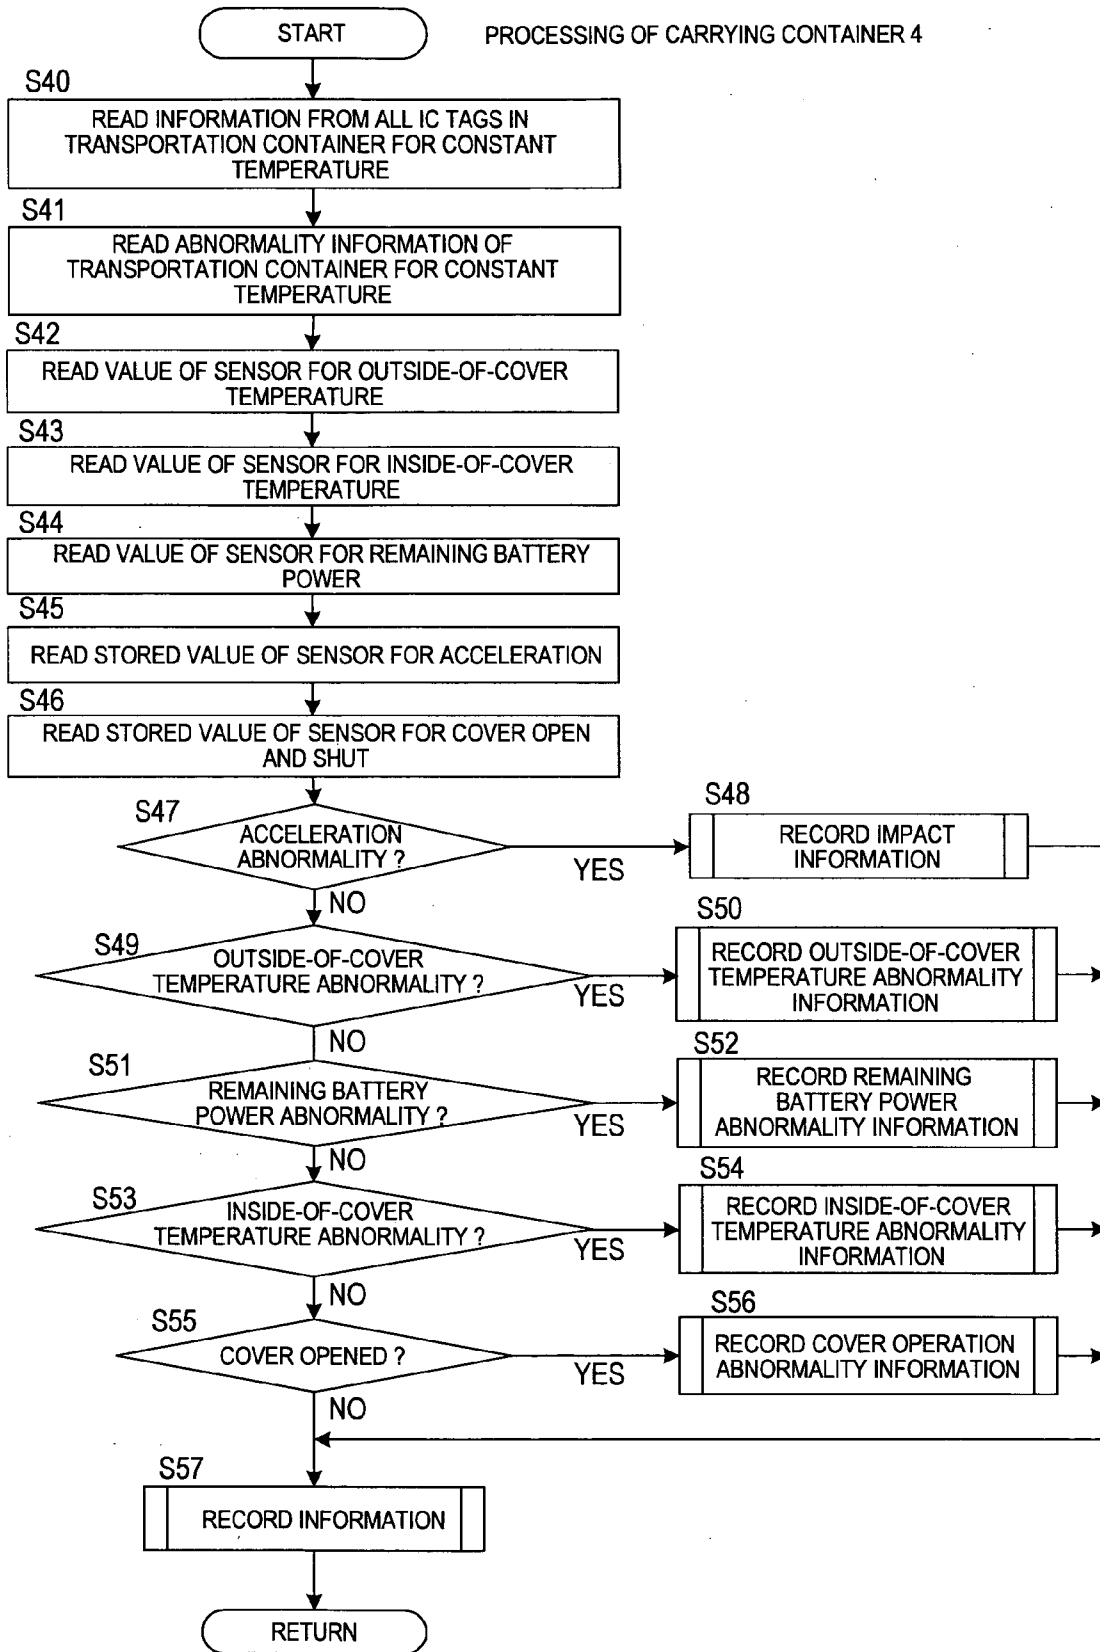 START
PROCESSING OF CARRYING CONTAINER 4
S40
READ INFORMATION FROM ALL IC TAGS IN
TRANSPORTATION CONTAINER FOR CONSTANT
TEMPERATURE
S41
READ ABNORMALITY INFORMATION OF
TRANSPORTATION CONTAINER FOR CONSTANT
TEMPERATURE
S42
READ VALUE OF SENSOR FOR OUTSIDE-OF-COVER
TEMPERATURE
S43
READ VALUE OF SENSOR FOR INSIDE-OF-COVER
TEMPERATURE
S44
READ VALUE OF SENSOR FOR REMAINING BATTERY
POWER
S45
READ STORED VALUE OF SENSOR FOR ACCELERATION
S46
READ STORED VALUE OF SENSOR FOR COVER OPEN
AND SHUT
S47
ACCELERATION
ABNORMALITY ?
YES
NO
S48
RECORD IMPACT
INFORMATION
S49
OUTSIDE-OF-COVER
TEMPERATURE ABNORMALITY ?
YES
NO
S50
RECORD OUTSIDE-OF-COVER
TEMPERATURE ABNORMALITY
INFORMATION
S51
REMAINING BATTERY
POWER ABNORMALITY ?
YES
NO
S52
RECORD REMAINING
BATTERY POWER
ABNORMALITY INFORMATION
S53
INSIDE-OF-COVER
TEMPERATURE ABNORMALITY ?
YES
NO
S54
RECORD INSIDE-OF-COVER
TEMPERATURE ABNORMALITY
INFORMATION
S55
COVER OPENED ?
YES
NO
S56
RECORD COVER OPERATION
ABNORMALITY INFORMATION
S57
RECORD INFORMATION
RETURN